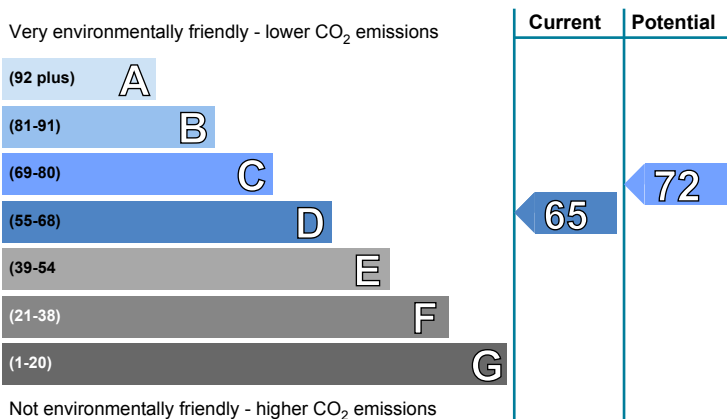 Very environmentally friendly - lower CO2 emissions
Current Potential
(92 plus) A
(81-91) B
(69-80) C
(55-68) D
(39-54 E
(21-38) F
(1-20) G
65
72
Not environmentally friendly - higher CO2 emissions